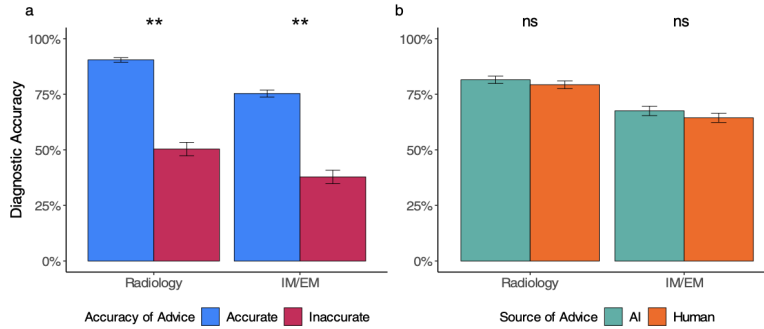 a
** **
Diagnostic Accuracy
100%
75%
50%
25%
0%
Radiology IM/EM
Accuracy of Advice Accurate Inaccurate
b
ns ns
100%
75%
50%
25%
0%
Radiology IM/EM
Source of Advice AI Human